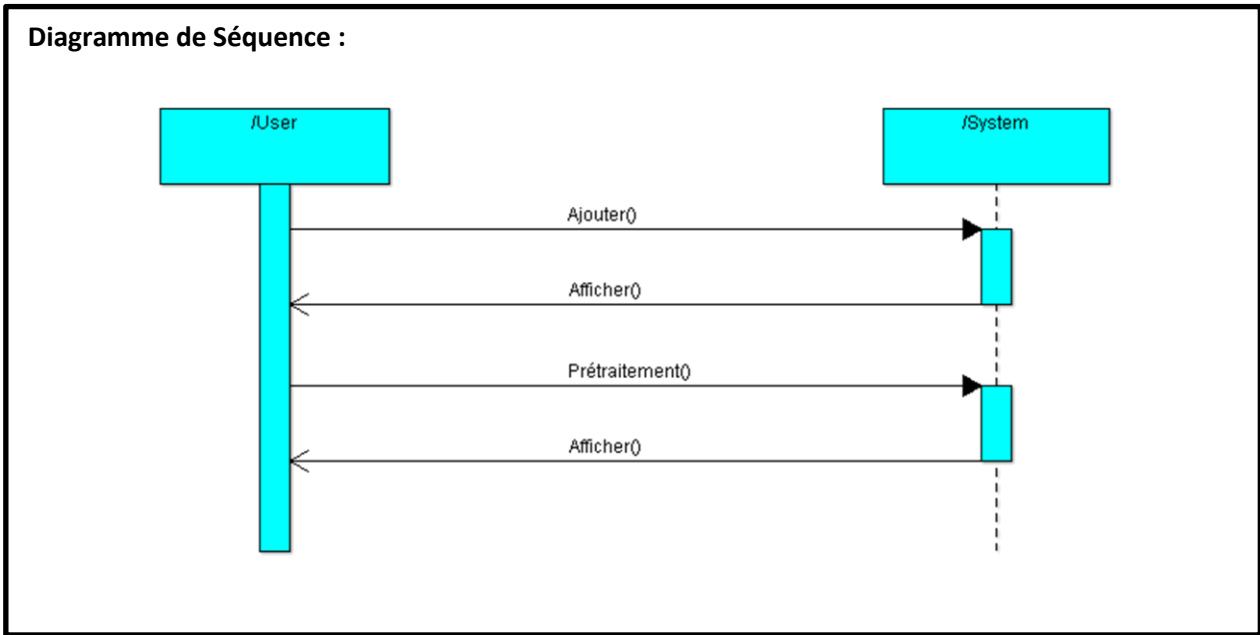 Diagramme de Séquence :
/User
/System
Ajouter()
Afficher()
Prétraitement()
Afficher()